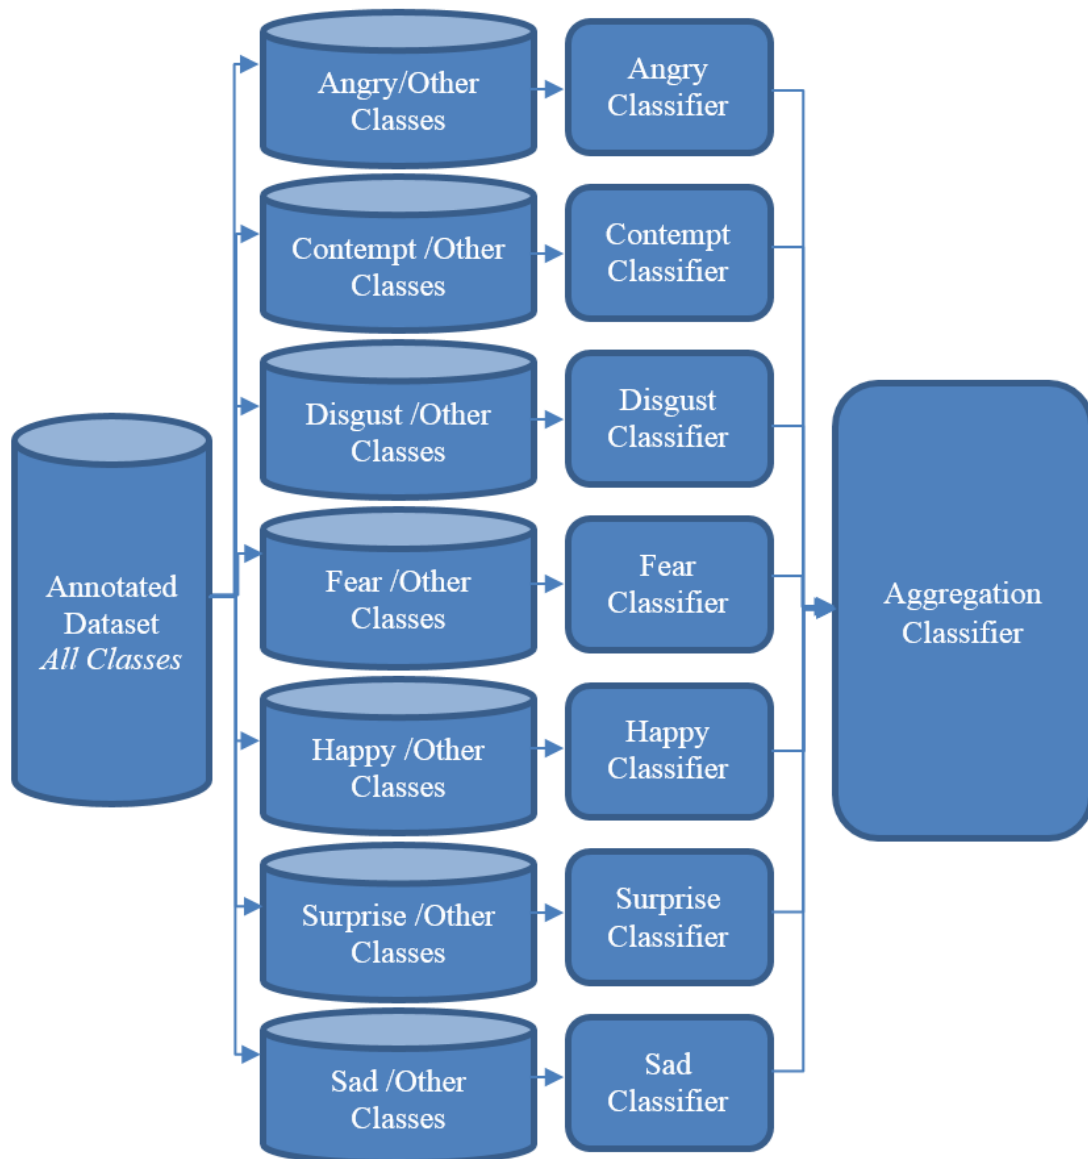 Angry/Other
Classes
Angry
Classifier
Contempt /Other
Classes
Contempt
Classifier
Disgust /Other
Classes
Disgust
Classifier
Annotated
Dataset
All Classes
Fear /Other
Classes
Fear
Classifier
Aggregation
Classifier
Happy /Other
Classes
Happy
Classifier
Surprise /Other
Classes
Surprise
Classifier
Sad /Other
Classes
Sad
Classifier